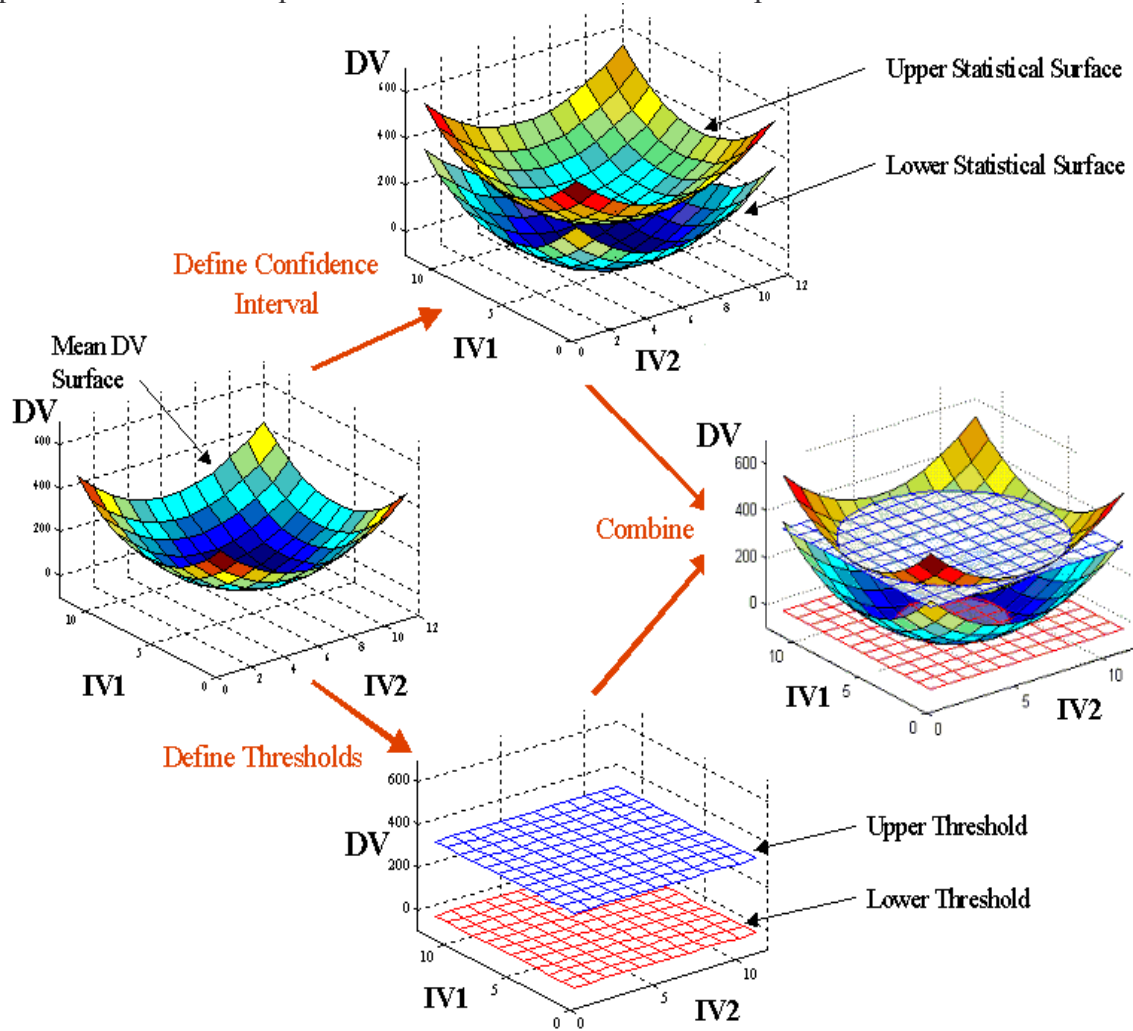 DV
600
400
200
0
10
5
0
0
2
4
6
8
10
12
IV1
IV2
Upper Statistical Surface
Lower Statistical Surface
Define Confidence
Interval
Mean DV
Surface
DV
600
400
200
0
10
5
0
0
2
4
6
8
10
12
IV1
IV2
Combine
DV
600
400
200
0
10
5
0
0
5
10
IV1
IV2
Define Thresholds
DV
600
400
200
0
10
5
0
0
5
10
IV1
IV2
Upper Threshold
Lower Threshold